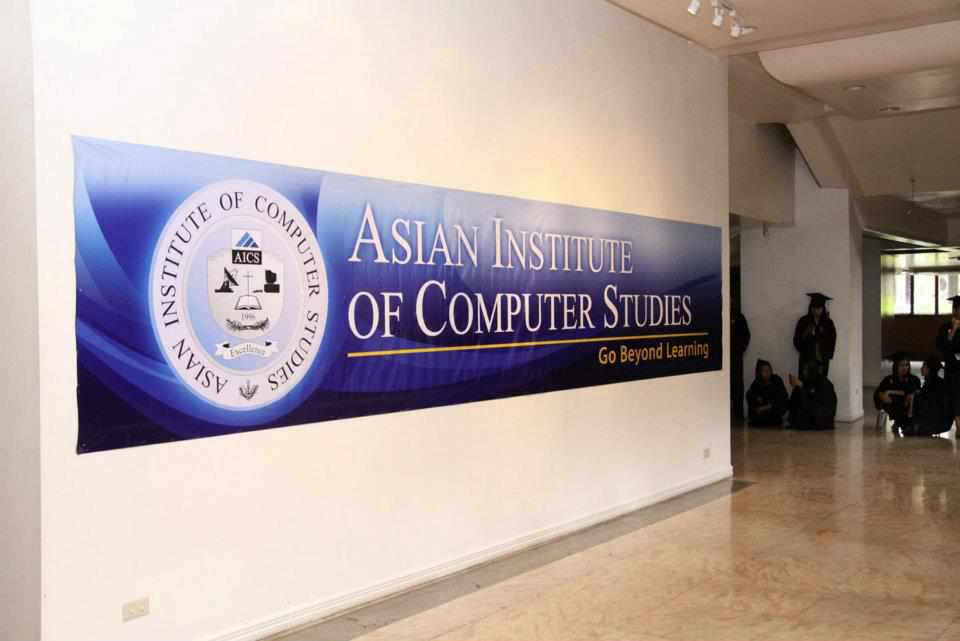 ASIAN INSTITUTE OF COMPUTER STUDIES
AICS
1996
Excellence
ASIAN INSTITUTE
OF COMPUTER STUDIES
Go Beyond Learning